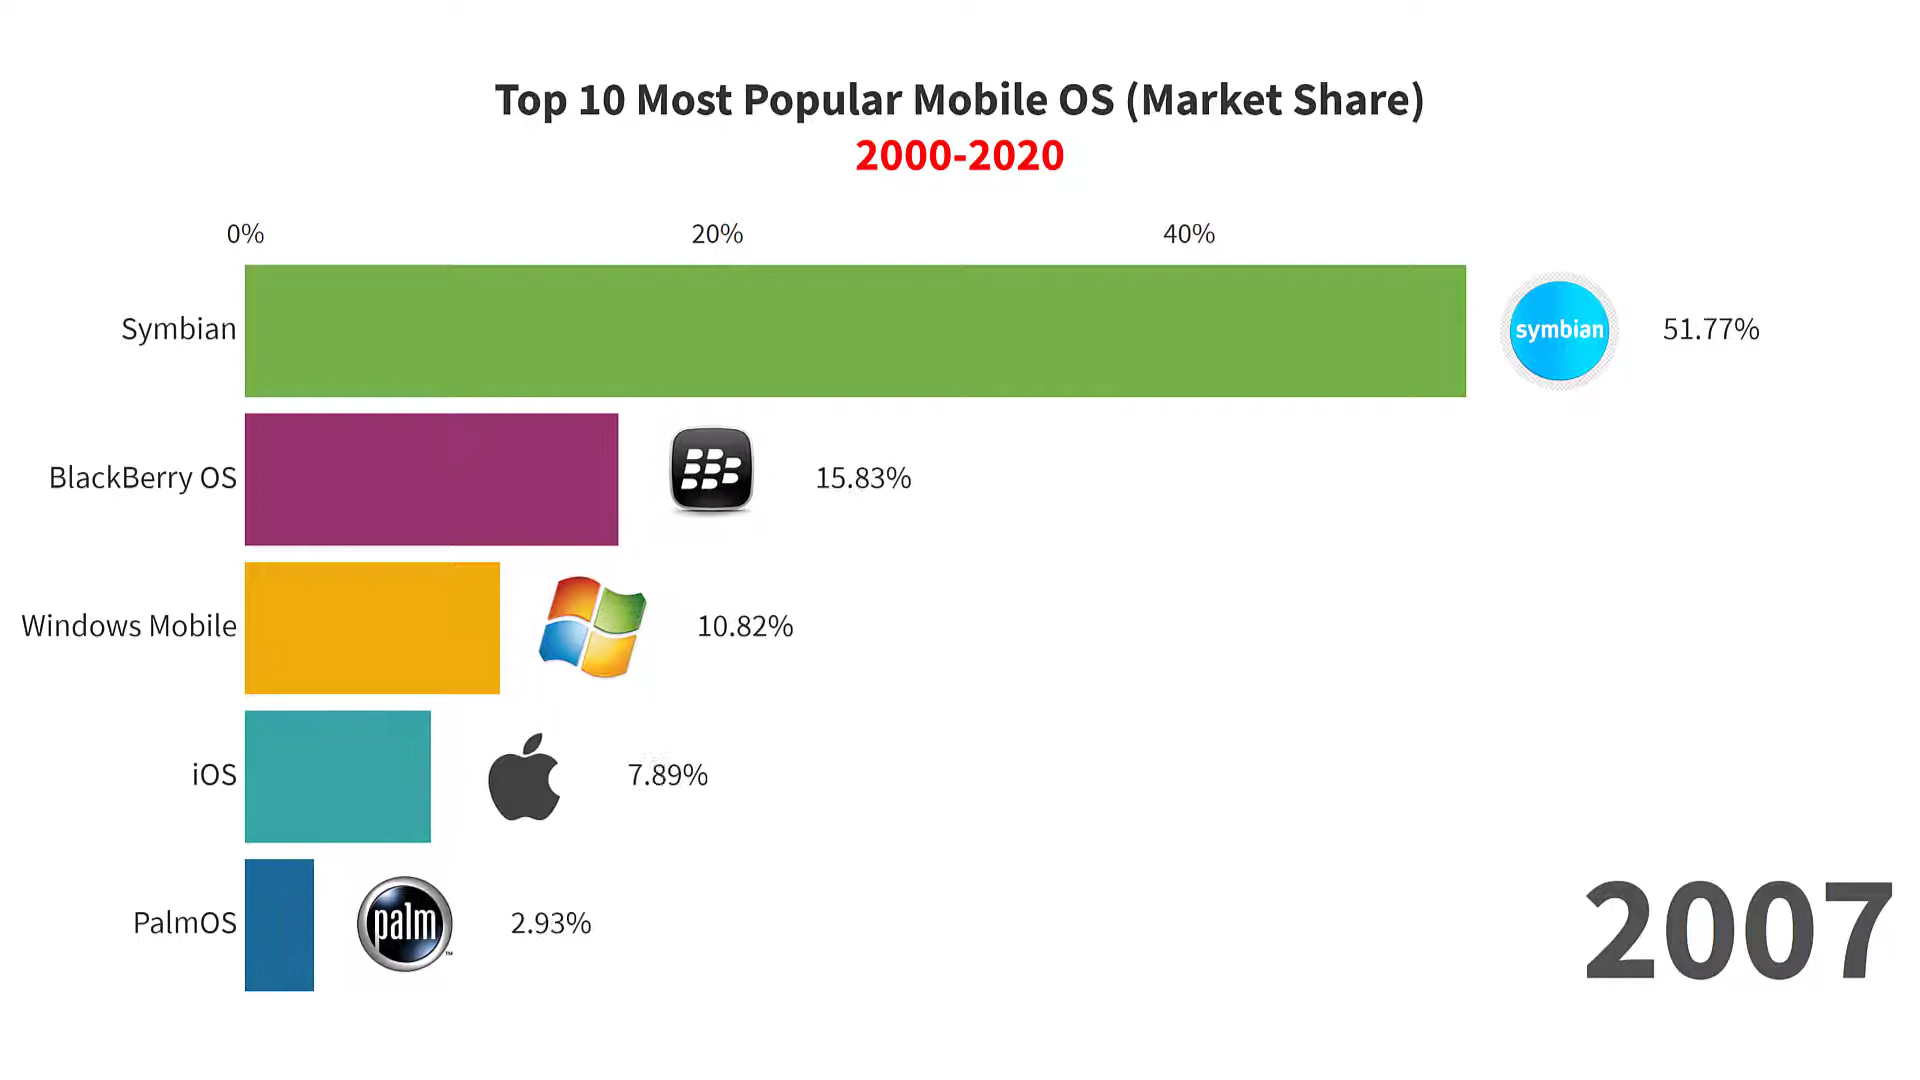 Top 10 Most Popular Mobile OS (Market Share)
2000-2020
0% 20% 40%
Symbian symbian 51.77%
BlackBerry OS 15.83%
Windows Mobile 10.82%
iOS 7.89%
PalmOS palm™ 2.93%
2007